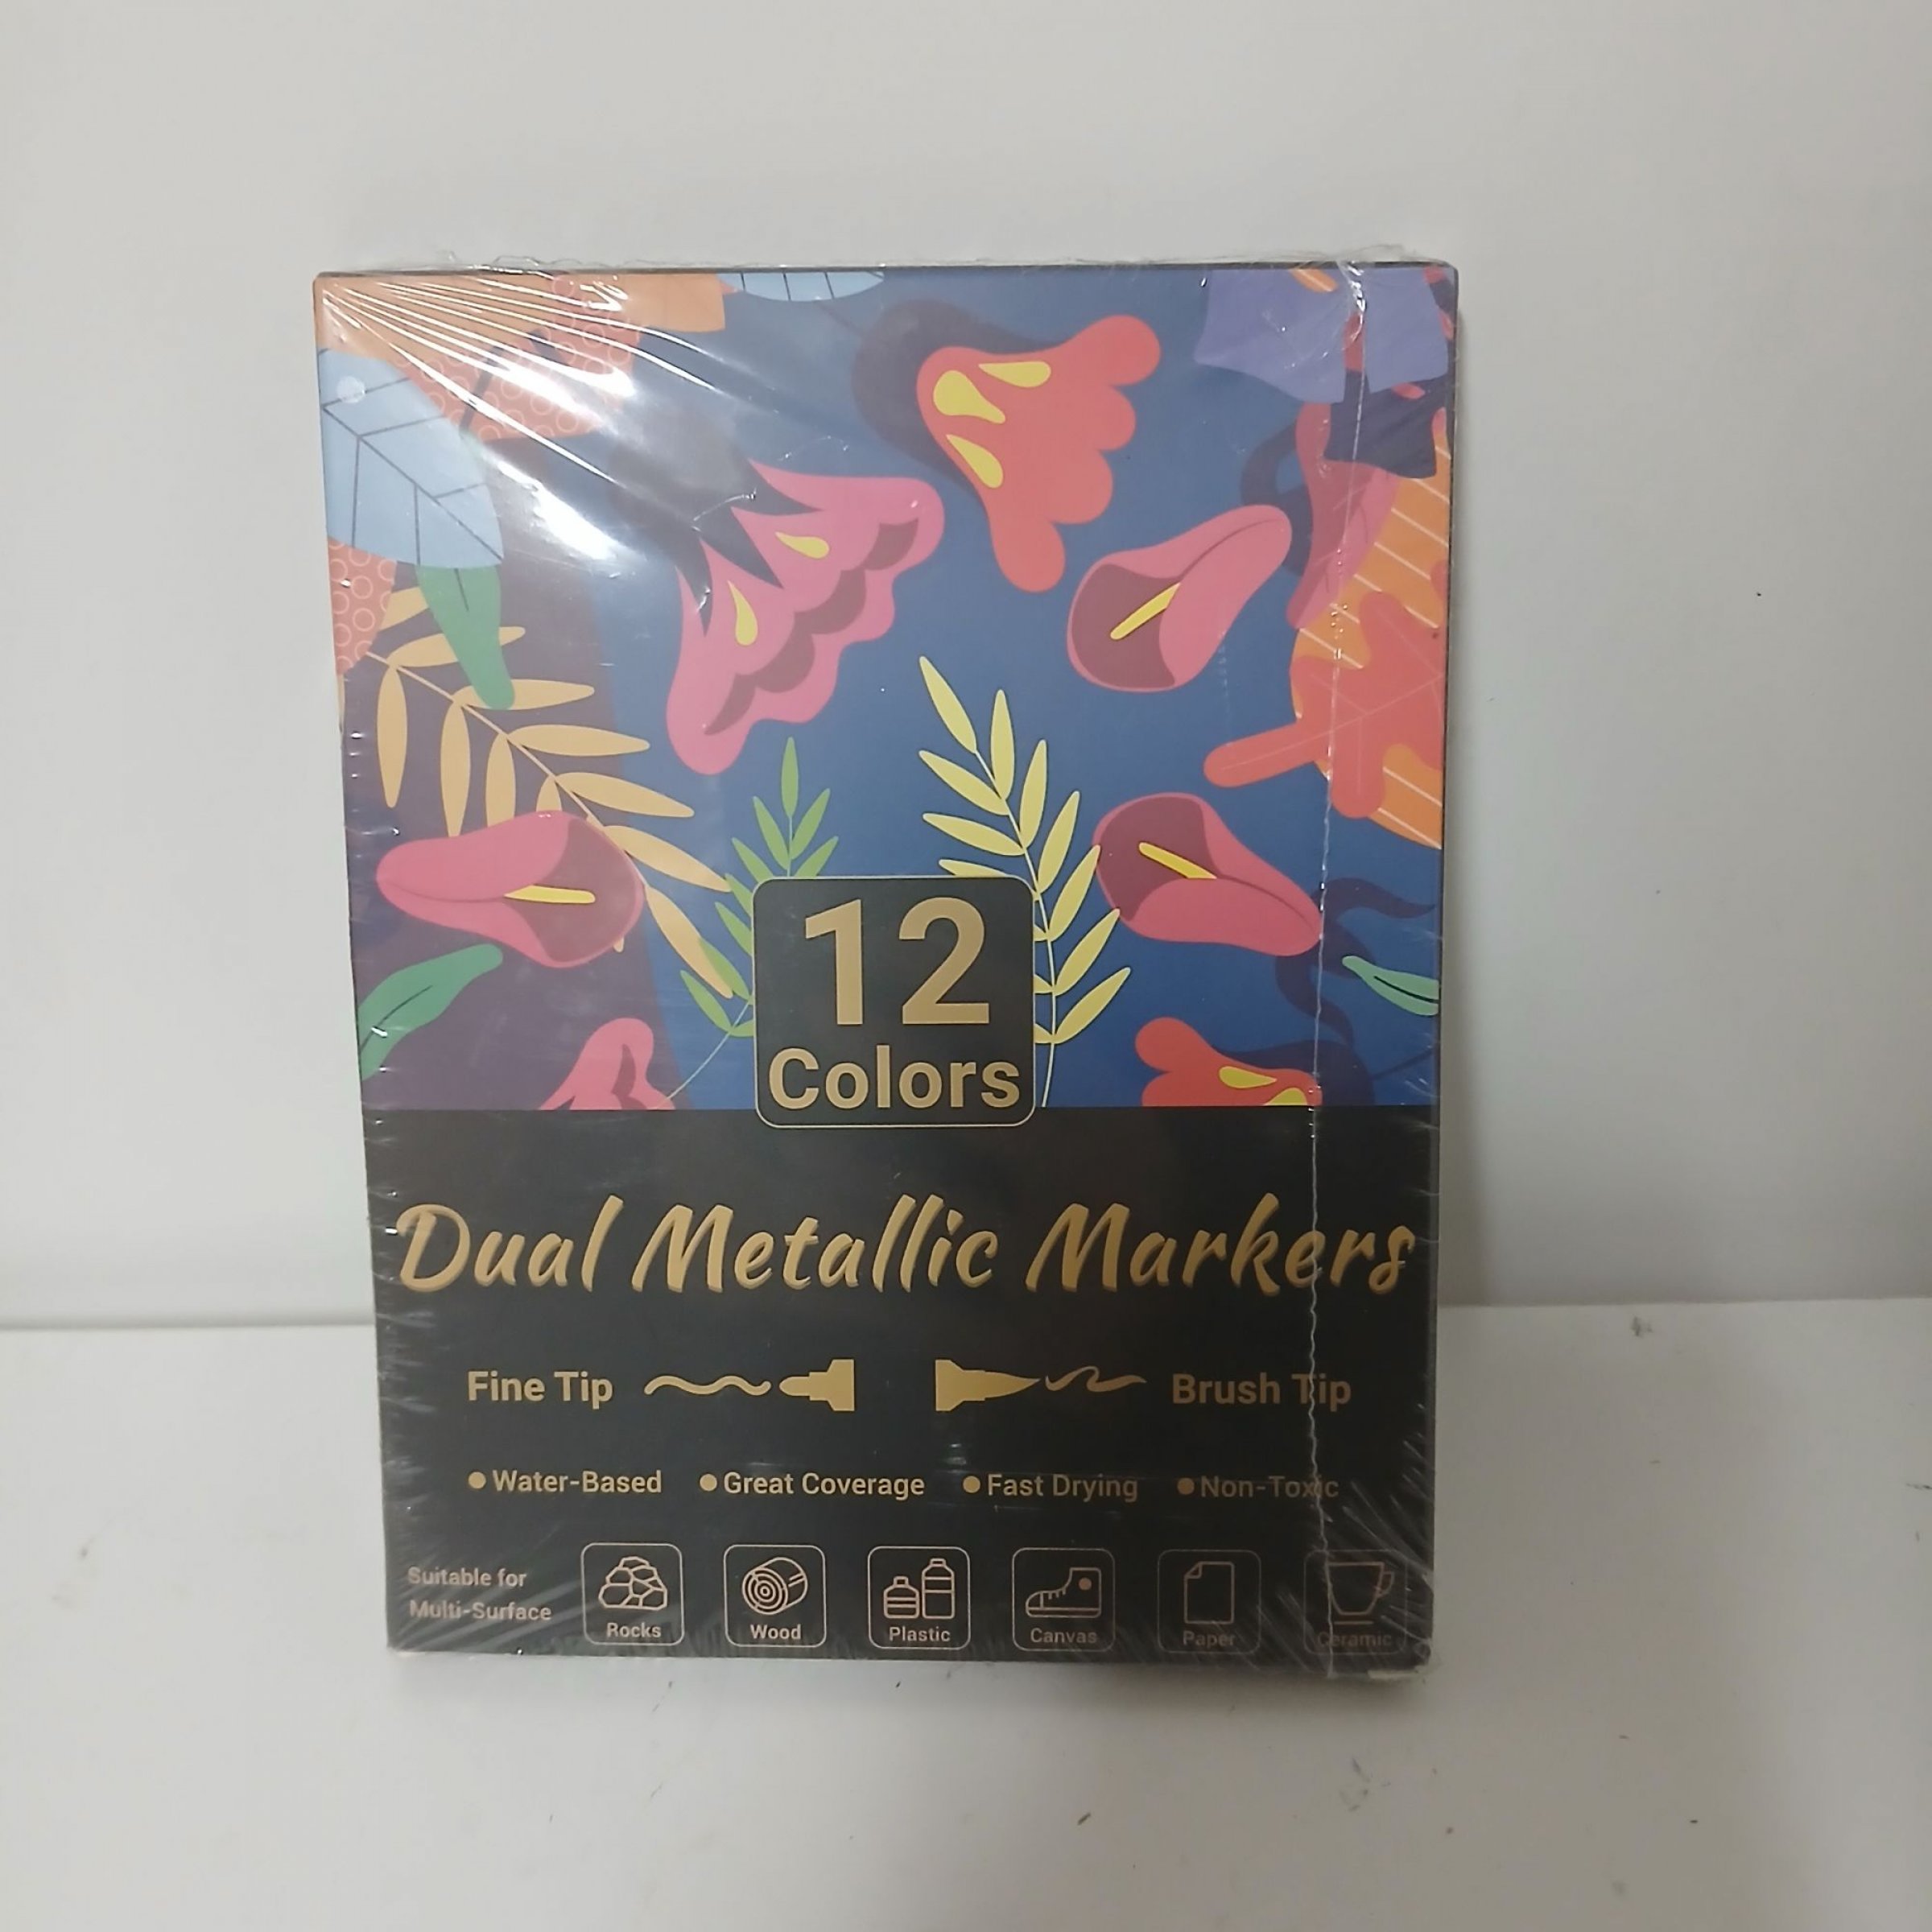 12
Colors
Dual Metallic Markers
Fine Tip
Brush Tip
Water-Based
Great Coverage
Fast Drying
Non-Toxic
Suitable for
Multi-Surface
Rocks
Wood
Plastic
Canvas
Paper
Ceramic